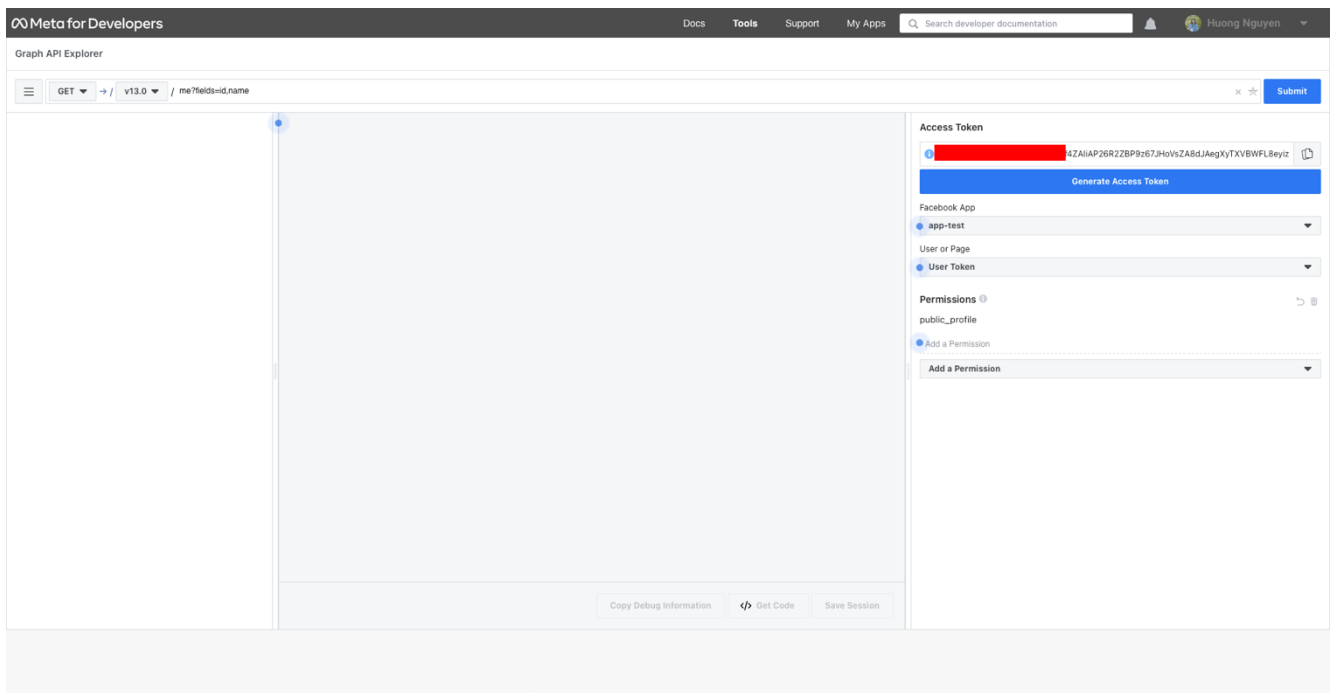 Meta for Developers
Docs Tools Support My Apps Search developer documentation Huong Nguyen
Graph API Explorer
GET → / v13.0 / me?fields=id,name × Submit
Access Token
4ZAIiAP26R2ZBP9z67JHoVsZA8dJAegXyTXVBWFL8eyiz
Generate Access Token
Facebook App
app-test
User or Page
User Token
Permissions
public_profile
Add a Permission
Add a Permission
Copy Debug Information </> Get Code Save Session